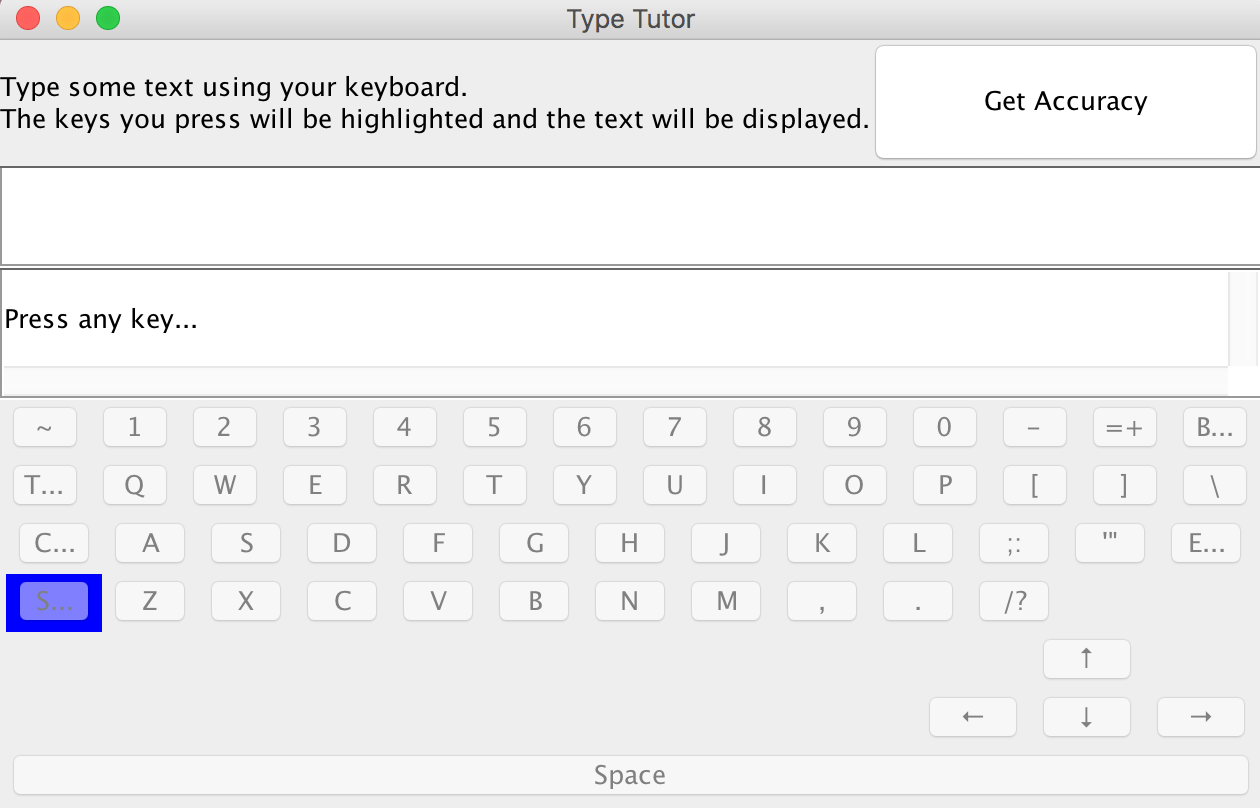 Type Tutor
Type some text using your keyboard.
The keys you press will be highlighted and the text will be displayed.
Get Accuracy
Press any key...
~ 1 2 3 4 5 6 7 8 9 0 - =+ B...
T... Q W E R T Y U I O P [ ] \
C... A S D F G H J K L ;: '" E...
S... Z X C V B N M , . /?
↑
← ↓ →
Space